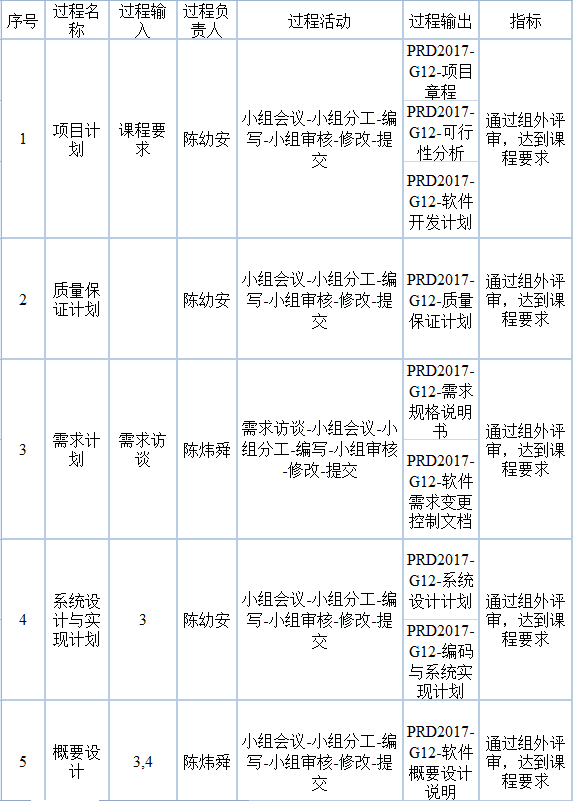 序号
过程名
称
过程输
入
过程负
责人
过程活动
过程输出
指标
1
项目计
划
课程要
求
陈幼安
小组会议-小组分工-编
写-小组审核-修改-提
交
PRD2017-
G12-项目
章程
PRD2017-
G12-可行
性分析
PRD2017-
G12-软件
开发计划
通过组外评
审，达到课
程要求
2
质量保
证计划
陈幼安
小组会议-小组分工-编
写-小组审核-修改-提
交
PRD2017-
G12-质量
保证计划
通过组外评
审，达到课
程要求
3
需求计
划
需求访
谈
陈炜舜
需求访谈-小组会议-小
组分工-编写-小组审核
-修改-提交
PRD2017-
G12-需求
规格说明
书
PRD2017-
G12-软件
需求变更
控制文档
通过组外评
审，达到课
程要求
4
系统设
计与实
现计划
3
陈幼安
小组会议-小组分工-编
写-小组审核-修改-提
交
PRD2017-
G12-系统
设计计划
PRD2017-
G12-编码
与系统实
现计划
通过组外评
审，达到课
程要求
5
概要设
计
3,4
陈炜舜
小组会议-小组分工-编
写-小组审核-修改-提
交
PRD2017-
G12-软件
概要设计
说明
通过组外评
审，达到课
程要求